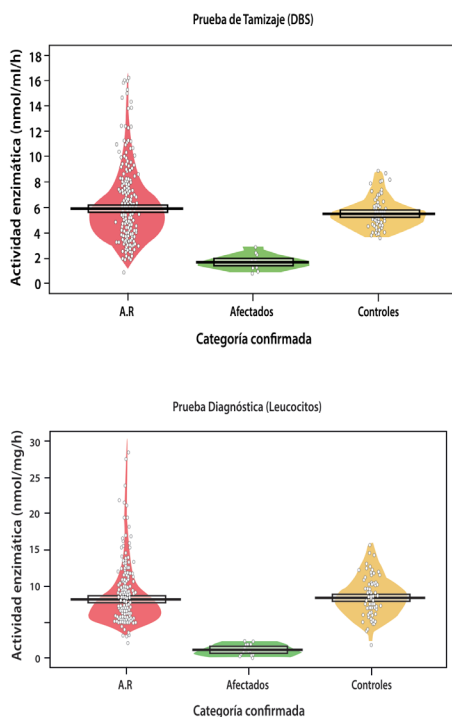 Prueba de Tamizaje (DBS)
Actividad enzimática (nmol/ml/h)
18
16
14
12
10
8
6
4
2
0
A.R
Afectados
Controles
Categoría confirmada
Prueba Diagnóstica (Leucocitos)
Actividad enzimática (nmol/mg/h)
30
25
20
15
10
5
0
A.R
Afectados
Controles
Categoría confirmada